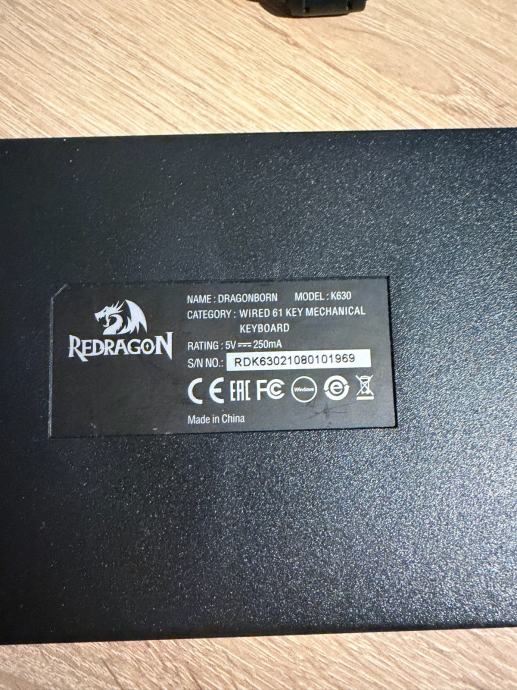 REDRAGON
NAME : DRAGONBORN MODEL : K630
CATEGORY : WIRED 61 KEY MECHANICAL
KEYBOARD
RATING : 5V⎓250mA
S/N NO.: RDK63021080101969
CE EAC FC
Made in China